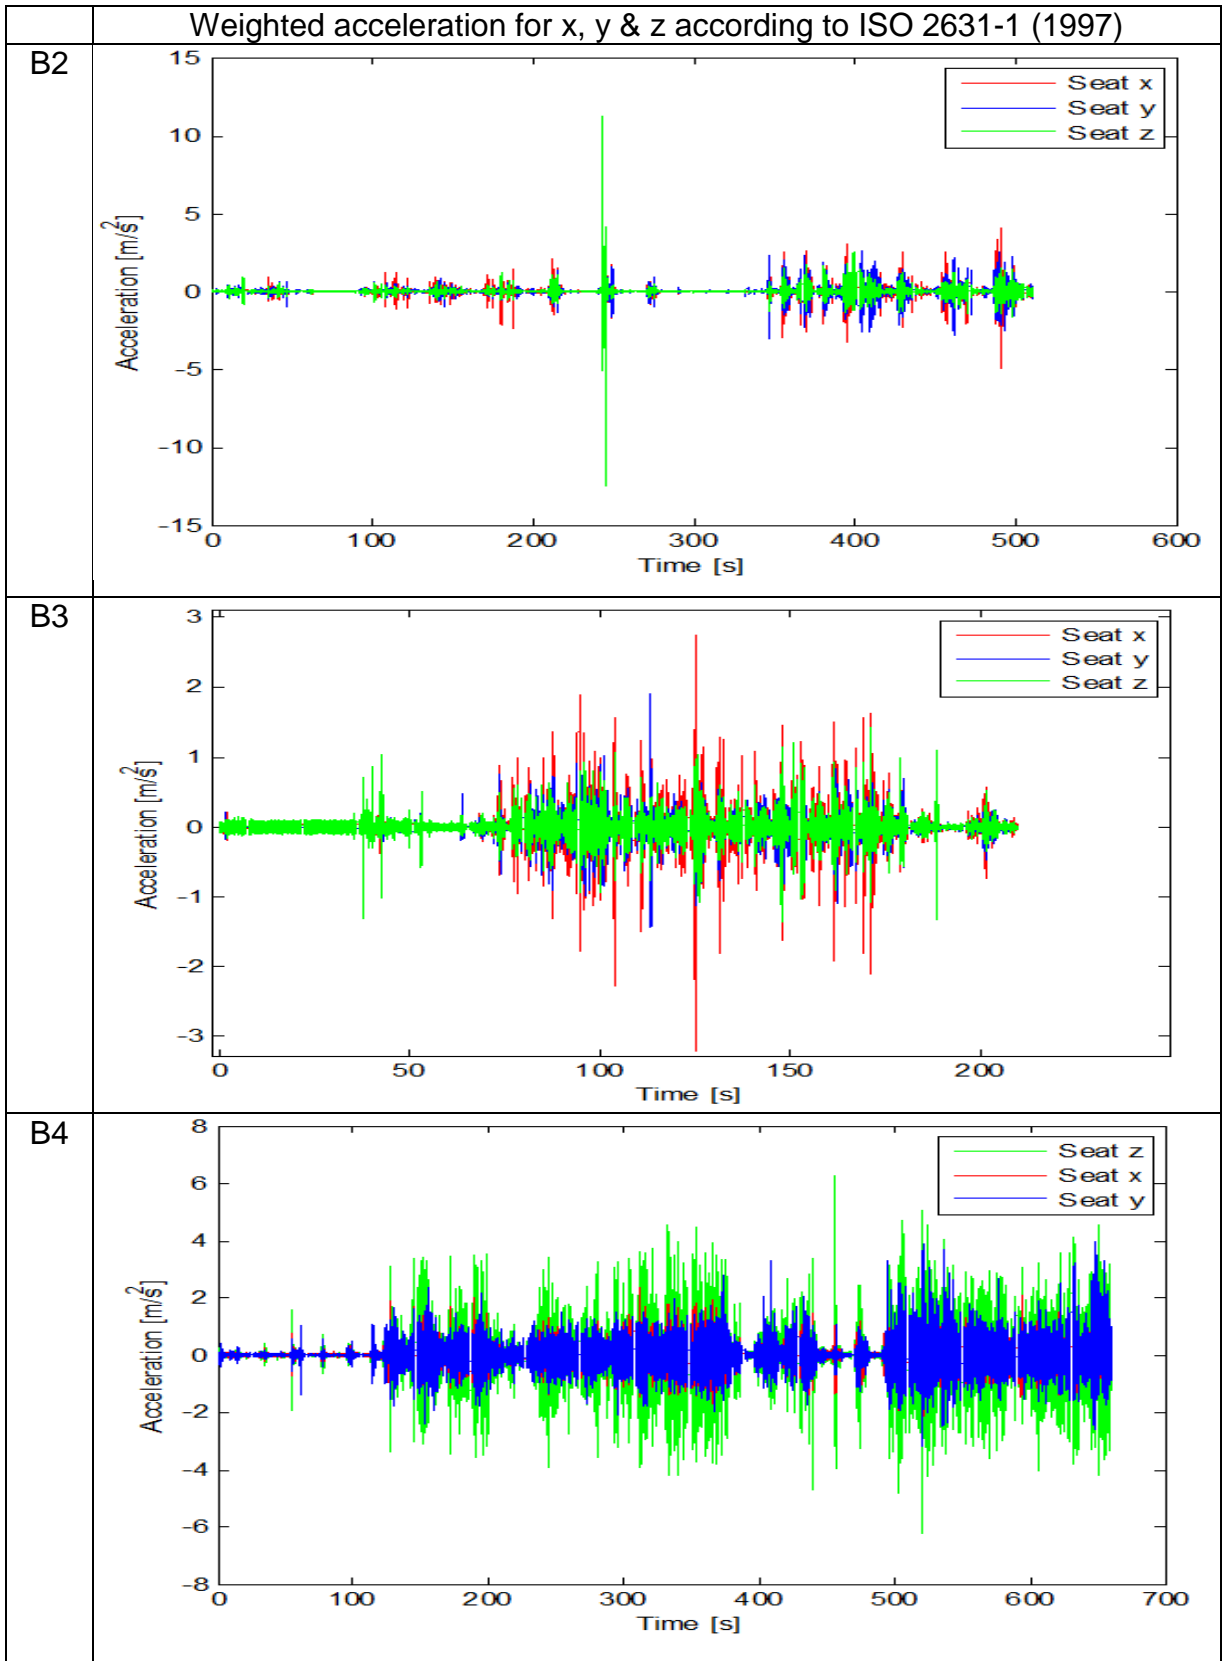 Weighted acceleration for x, y & z according to ISO 2631-1 (1997)
B2
15
10
5
0
-5
-10
-15
Acceleration [m/s²]
Seat x
Seat y
Seat z
0 100 200 300 400 500 600
Time [s]
B3
3
2
1
0
-1
-2
-3
Acceleration [m/s²]
Seat x
Seat y
Seat z
0 50 100 150 200
Time [s]
B4
8
6
4
2
0
-2
-4
-6
-8
Acceleration [m/s²]
Seat z
Seat x
Seat y
0 100 200 300 400 500 600 700
Time [s]